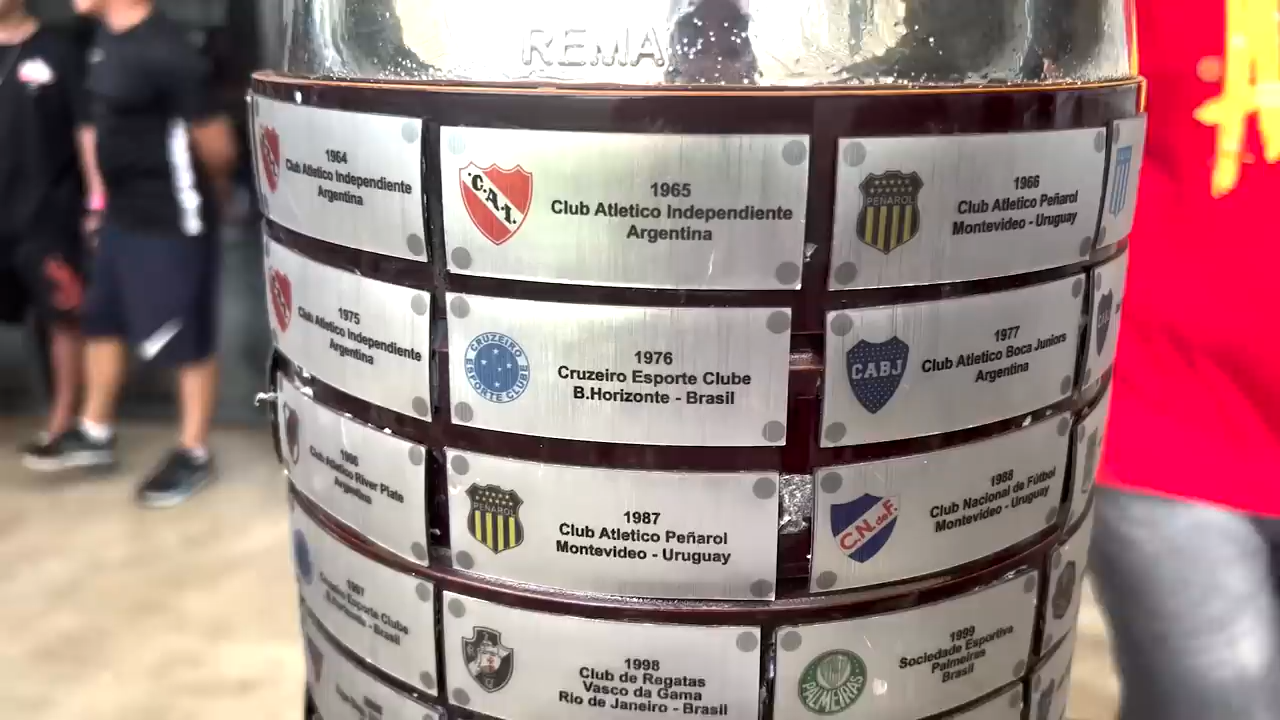 REMA
1964
Club Atletico Independiente
Argentina
C.A.I.
1965
Club Atletico Independiente
Argentina
PEÑAROL
1966
Club Atletico Peñarol
Montevideo - Uruguay
1975
Club Atletico Independiente
Argentina
CRUZEIRO
ESPORTE CLUBE
1976
Cruzeiro Esporte Clube
B.Horizonte - Brasil
CABJ
1977
Club Atletico Boca Juniors
Argentina
1986
Club Atletico River Plate
Argentina
PEÑAROL
1987
Club Atletico Peñarol
Montevideo - Uruguay
C.N.de F.
1988
Club Nacional de Fútbol
Montevideo - Uruguay
1997
Cruzeiro Esporte Clube
B.Horizonte - Brasil
1998
Club de Regatas
Vasco da Gama
Rio de Janeiro - Brasil
PALMEIRAS
1999
Sociedade Esportiva
Palmeiras
Brasil